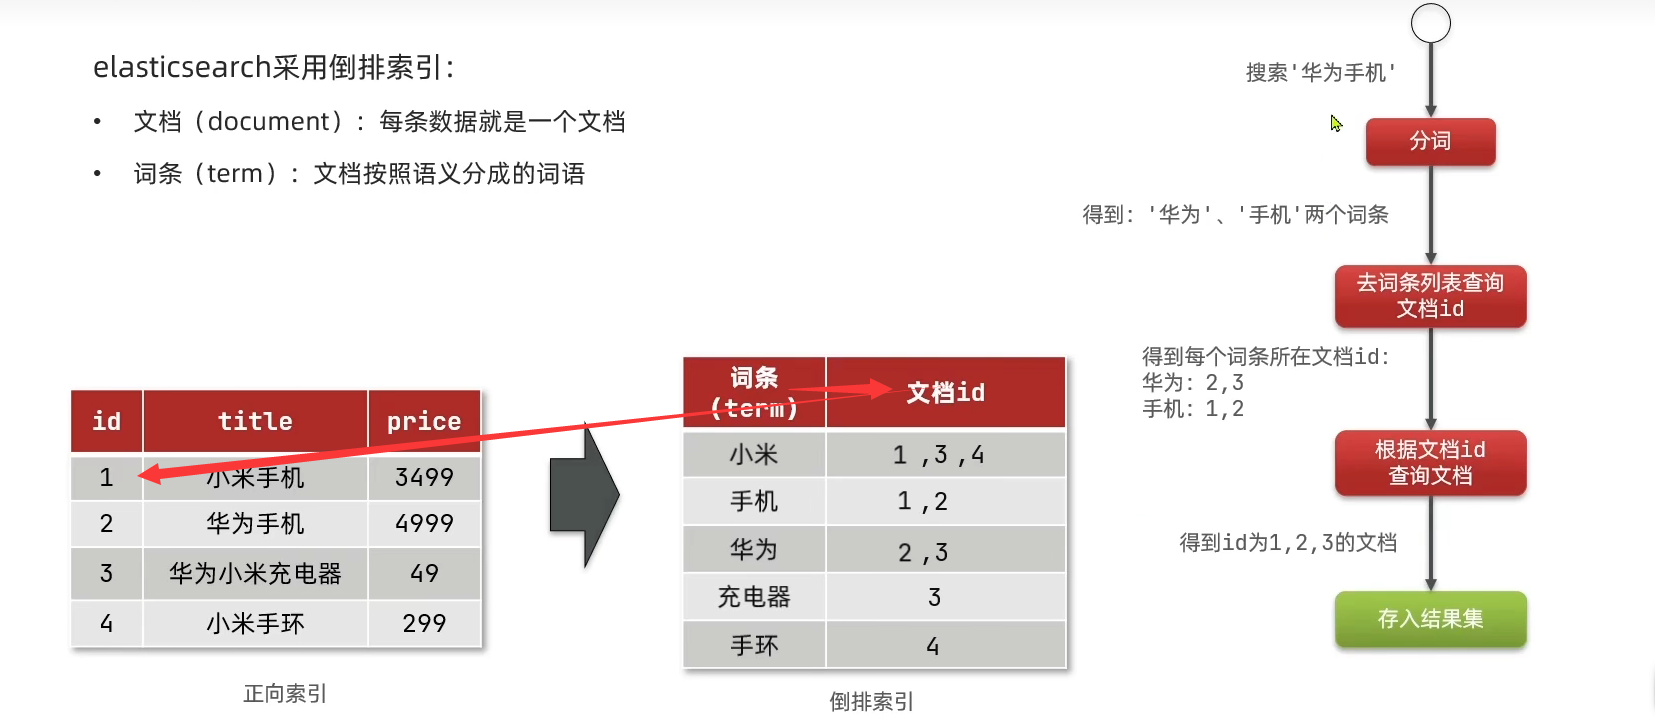 elasticsearch采用倒排索引：
• 文档（document）：每条数据就是一个文档
• 词条（term）：文档按照语义分成的词语
id title price
1 小米手机 3499
2 华为手机 4999
3 华为小米充电器 49
4 小米手环 299
正向索引
词条
(term) 文档id
小米 1 ,3 ,4
手机 1 ,2
华为 2 ,3
充电器 3
手环 4
倒排索引
搜索'华为手机'
分词
得到：'华为'、'手机'两个词条
去词条列表查询
文档id
得到每个词条所在文档id:
华为：2,3
手机：1,2
根据文档id
查询文档
得到id为1,2,3的文档
存入结果集